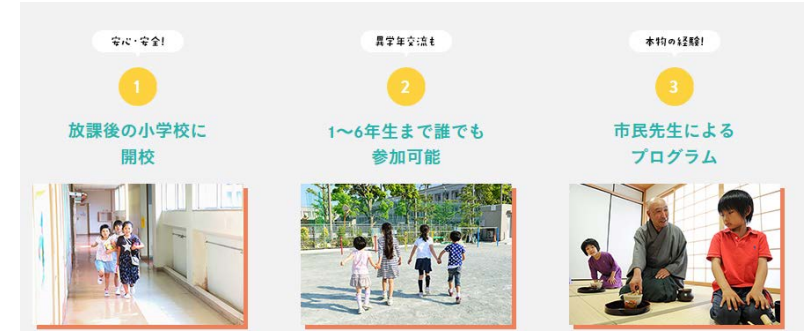 安心・安全!
1
放課後の小学校に
開校
異学年交流も
2
1〜6年生まで誰でも
参加可能
本物の経験!
3
市民先生による
プログラム